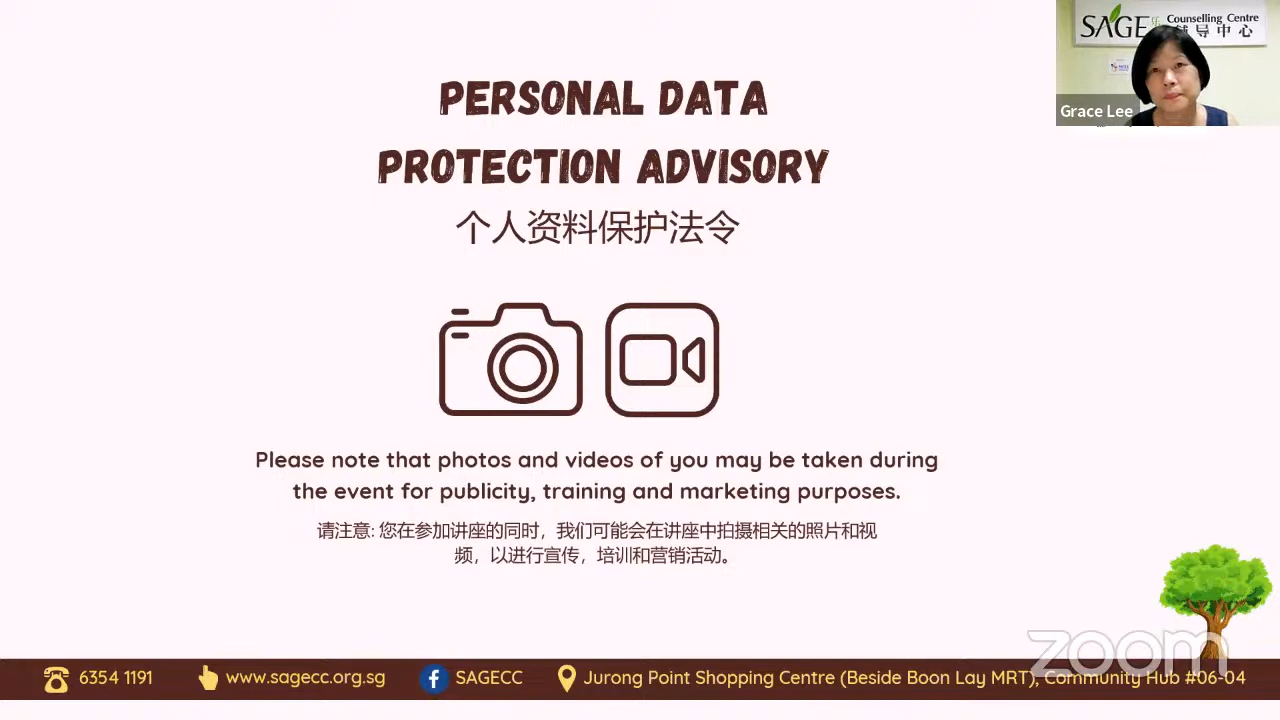 SAGE Counselling Centre
导中心
Grace Lee
PERSONAL DATA
PROTECTION ADVISORY
个人资料保护法令
Please note that photos and videos of you may be taken during
the event for publicity, training and marketing purposes.
请注意: 您在参加讲座的同时，我们可能会在讲座中拍摄相关的照片和视
频，以进行宣传，培训和营销活动。
zoom
6354 1191 www.sagecc.org.sg SAGECC Jurong Point Shopping Centre (Beside Boon Lay MRT), Community Hub #06-04